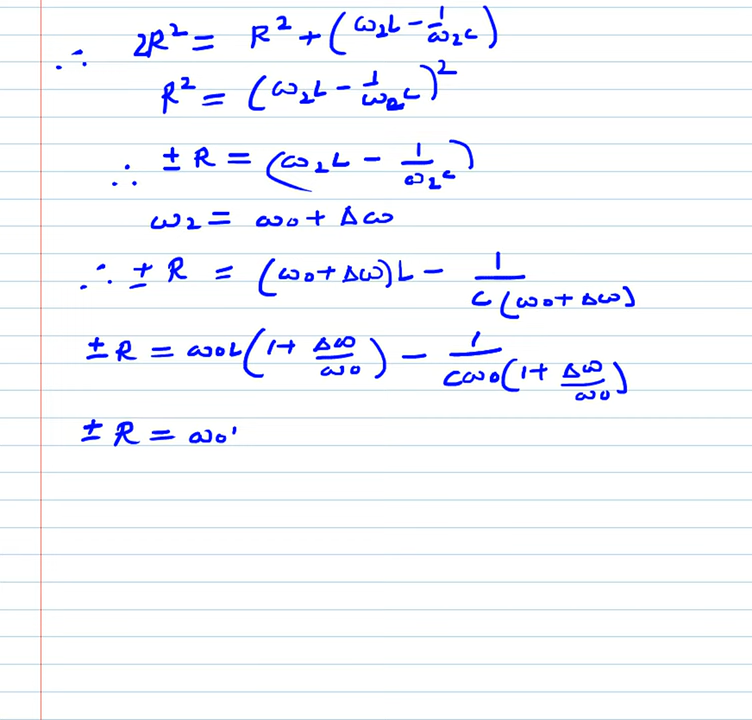 ∴ 2R² = R² + (ω₂L − 1/ω₂C)
R² = (ω₂L − 1/ω₂C)²
∴ ± R = (ω₂L − 1/ω₂C)
ω₂ = ω₀ + Δω
∴ ± R = (ω₀ + Δω)L − 1/C(ω₀ + Δω)
± R = ω₀L(1 + Δω/ω₀) − 1/Cω₀(1 + Δω/ω₀)
± R = ω₀'